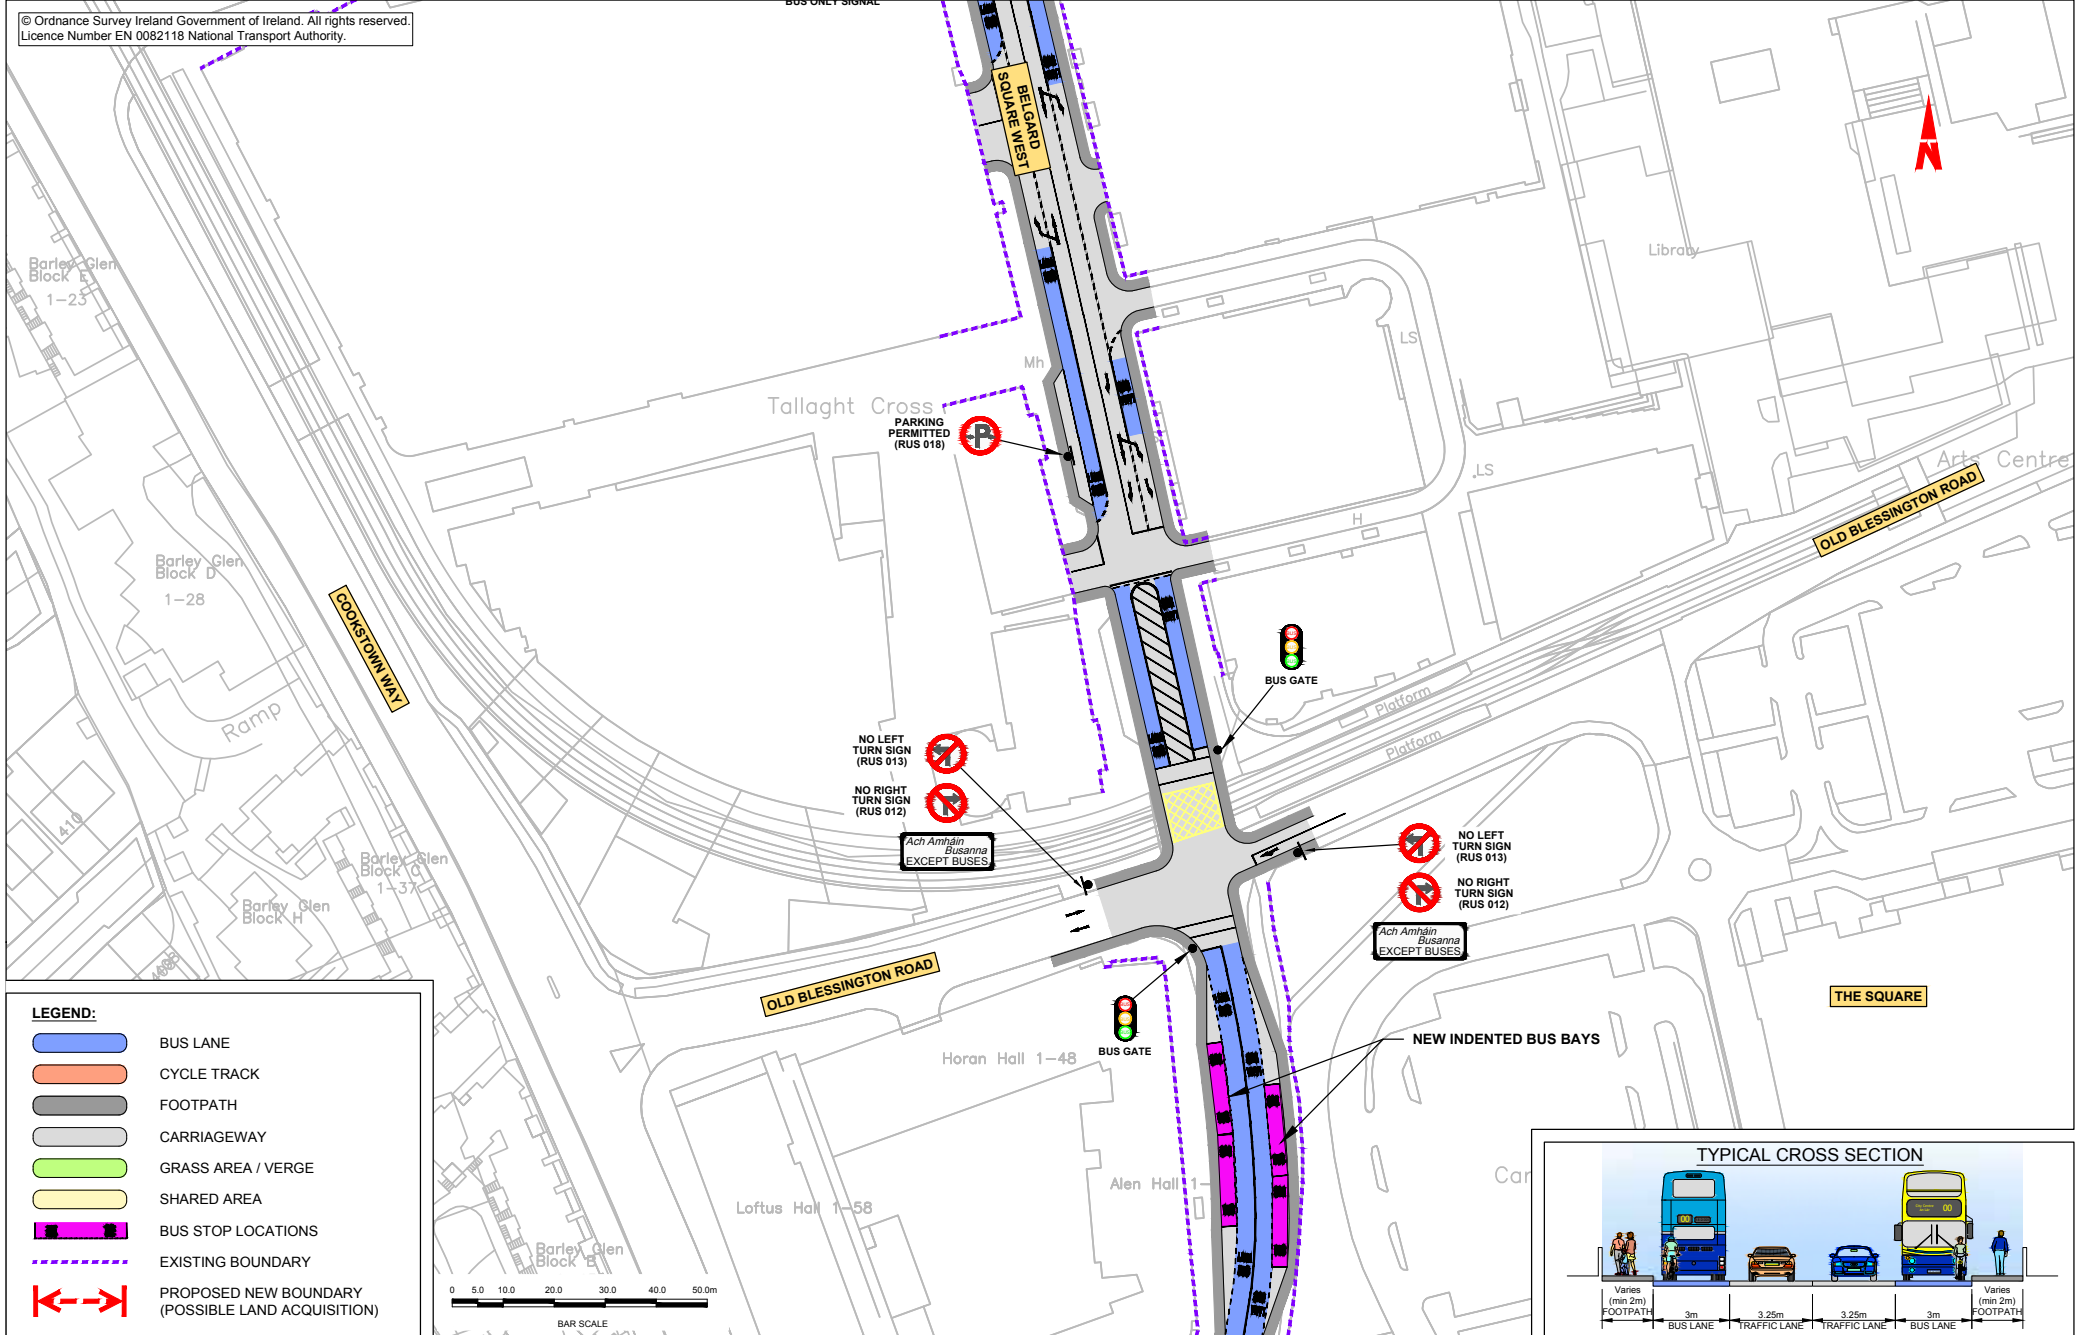 © Ordnance Survey Ireland Government of Ireland. All rights reserved.
Licence Number EN 0082118 National Transport Authority.
BUS ONLY SIGNAL
BELGARD
SQUARE WEST
N
Barley Glen
Block E
1-23
Library
LS
Mh
Tallaght Cross
PARKING
PERMITTED
(RUS 018)
P
LS
Arts Centre
OLD BLESSINGTON ROAD
H
Barley Glen
Block D
1-28
COOKSTOWN WAY
BUS GATE
Platform
Platform
Ramp
NO LEFT
TURN SIGN
(RUS 013)
NO RIGHT
TURN SIGN
(RUS 012)
Ach Amháin
Busanna
EXCEPT BUSES
NO LEFT
TURN SIGN
(RUS 013)
NO RIGHT
TURN SIGN
(RUS 012)
Ach Amháin
Busanna
EXCEPT BUSES
410
Barley Glen
Block C
1-37
Barley Glen
Block H
OLD BLESSINGTON ROAD
THE SQUARE
BUS GATE
NEW INDENTED BUS BAYS
Horan Hall 1-48
Alen Hall 1-
Loftus Hall 1-58
Barley Glen
Block B
Car
LEGEND:
BUS LANE
CYCLE TRACK
FOOTPATH
CARRIAGEWAY
GRASS AREA / VERGE
SHARED AREA
BUS STOP LOCATIONS
EXISTING BOUNDARY
PROPOSED NEW BOUNDARY
(POSSIBLE LAND ACQUISITION)
0 5.0 10.0 20.0 30.0 40.0 50.0m
BAR SCALE
TYPICAL CROSS SECTION
00
00
Varies
(min 2m)
FOOTPATH
3m
BUS LANE
3.25m
TRAFFIC LANE
3.25m
TRAFFIC LANE
3m
BUS LANE
Varies
(min 2m)
FOOTPATH